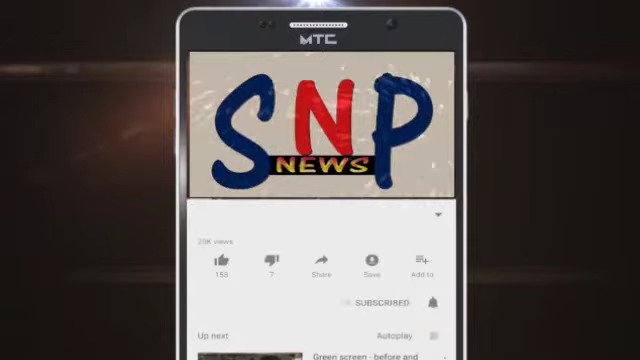 MTC
SNP
NEWS
20K views
158
7
Share
Save
Add to
SUBSCRIBED
Up next
Autoplay
Green screen - before and